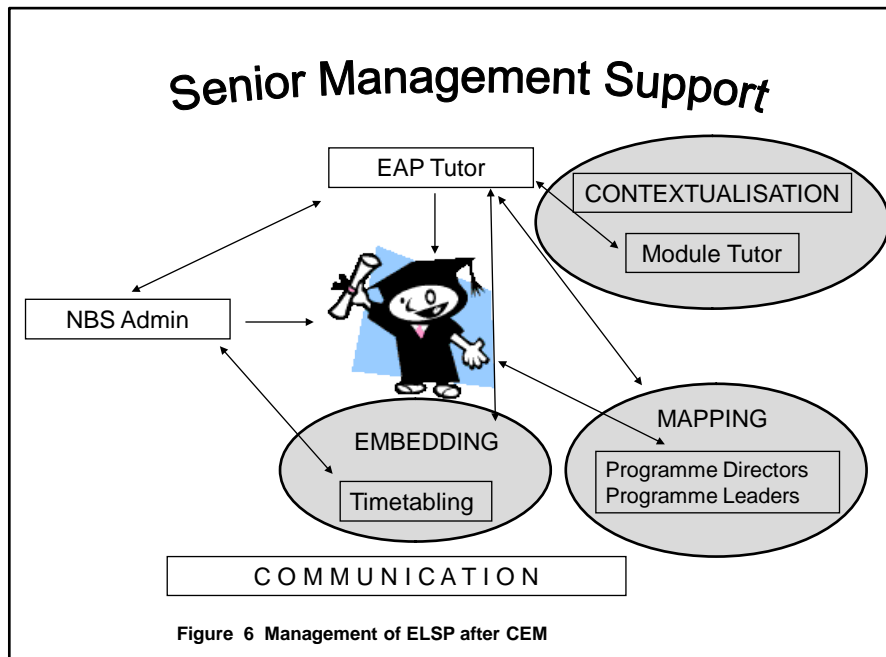 Senior Management Support
EAP Tutor
CONTEXTUALISATION
Module Tutor
NBS Admin
MAPPING
EMBEDDING
Programme Directors
Programme Leaders
Timetabling
C O M M U N I C A T I O N
Figure 6 Management of ELSP after CEM